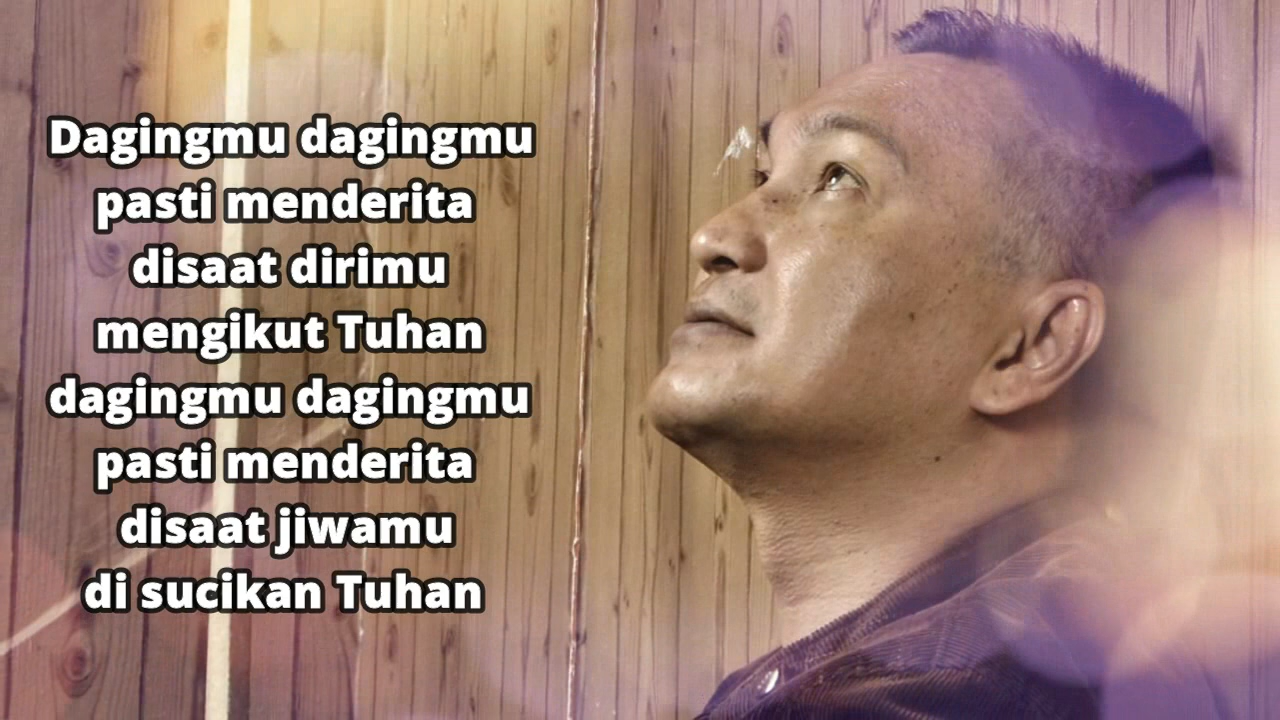 Dagingmu dagingmu
pasti menderita
disaat dirimu
mengikut Tuhan
dagingmu dagingmu
pasti menderita
disaat jiwamu
di sucikan Tuhan